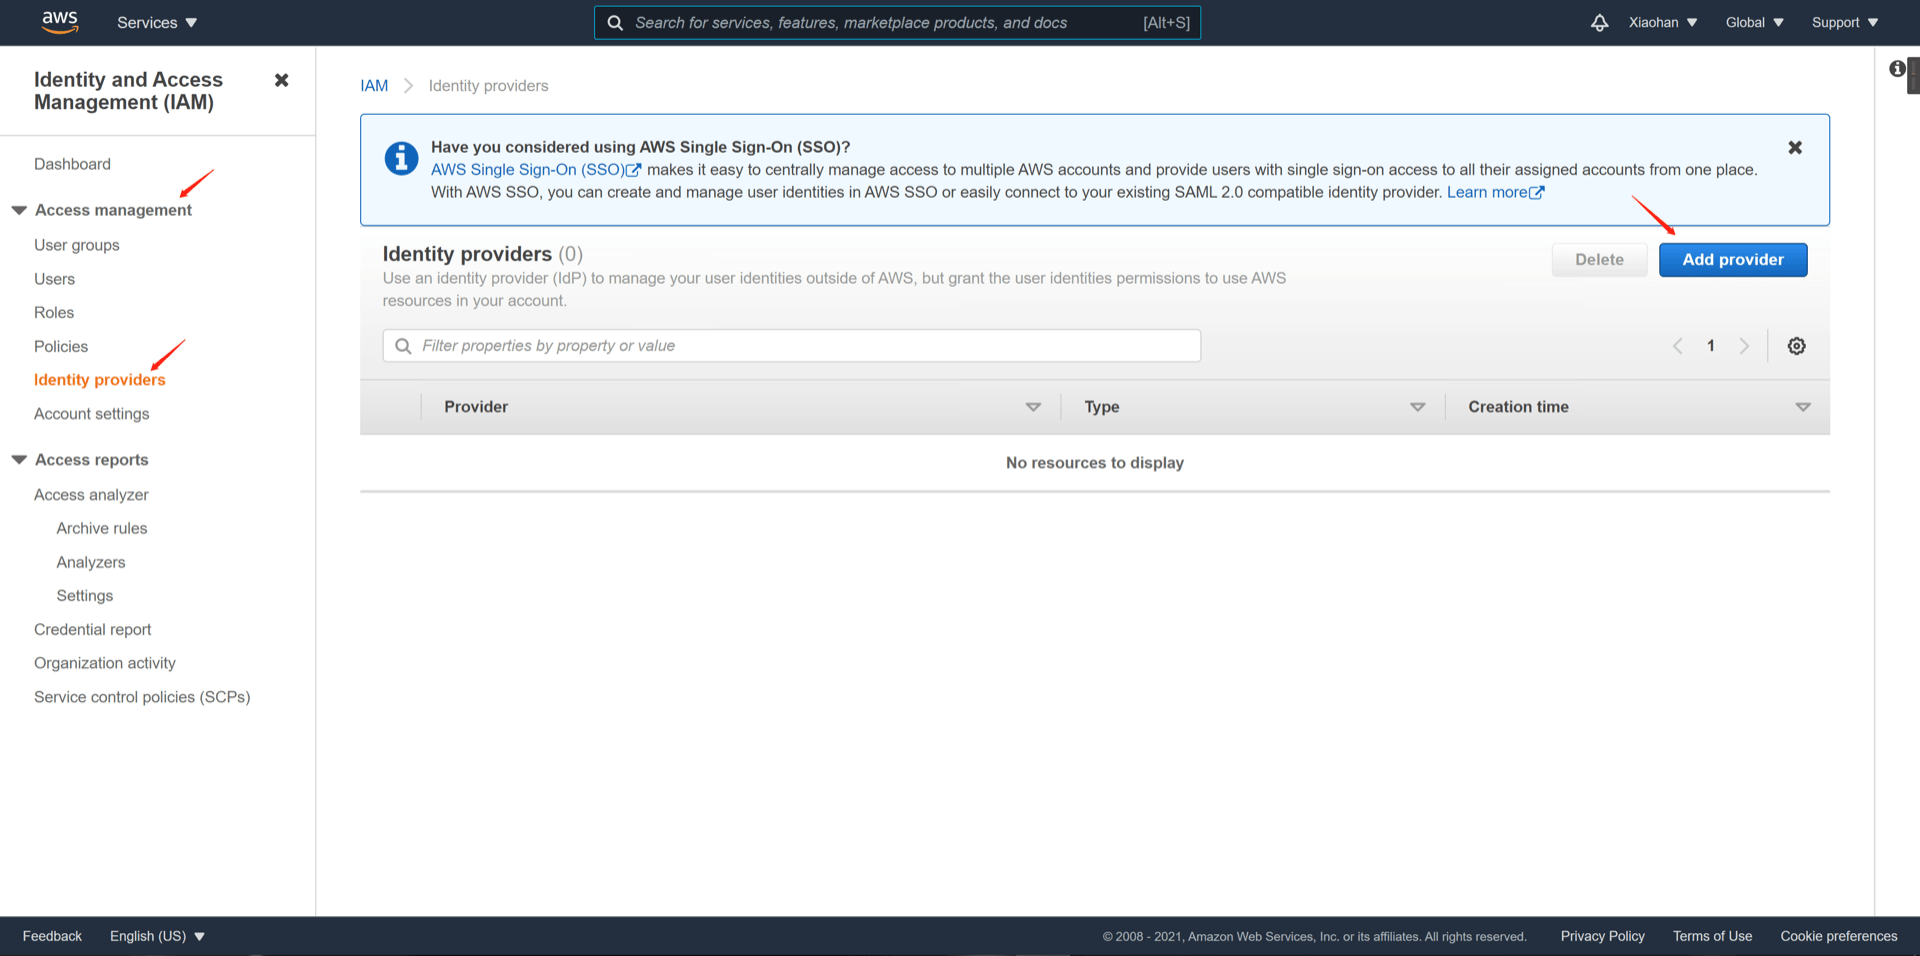 aws
Services
Search for services, features, marketplace products, and docs [Alt+S]
Xiaohan
Global
Support
Identity and Access
Management (IAM)
Dashboard
Access management
User groups
Users
Roles
Policies
Identity providers
Account settings
Access reports
Access analyzer
Archive rules
Analyzers
Settings
Credential report
Organization activity
Service control policies (SCPs)
IAM Identity providers
Have you considered using AWS Single Sign-On (SSO)?
AWS Single Sign-On (SSO) makes it easy to centrally manage access to multiple AWS accounts and provide users with single sign-on access to all their assigned accounts from one place.
With AWS SSO, you can create and manage user identities in AWS SSO or easily connect to your existing SAML 2.0 compatible identity provider. Learn more
Identity providers (0)
Use an identity provider (IdP) to manage your user identities outside of AWS, but grant the user identities permissions to use AWS
resources in your account.
Delete
Add provider
Filter properties by property or value
1
Provider
Type
Creation time
No resources to display
Feedback
English (US)
© 2008 - 2021, Amazon Web Services, Inc. or its affiliates. All rights reserved.
Privacy Policy
Terms of Use
Cookie preferences